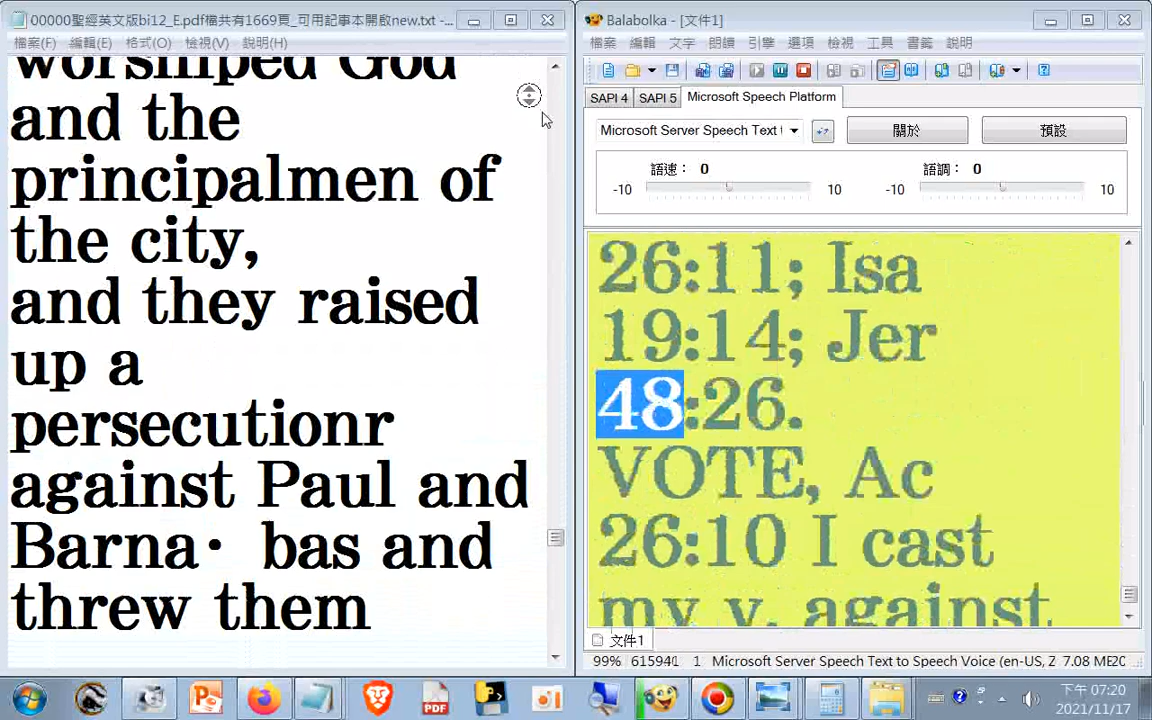 00000聖經英文版bi12_E.pdf檔共有1669頁_可用記事本開啟new.txt -...
檔案(F) 編輯(E) 格式(O) 檢視(V) 說明(H)
worshiped God
and the
principalmen of
the city,
and they raised
up a
persecutionr
against Paul and
Barna· bas and
threw them
Balabolka - [文件1]
檔案 編輯 文字 朗讀 引擎 選項 檢視 工具 書籤 說明
SAPI 4 SAPI 5 Microsoft Speech Platform
Microsoft Server Speech Text t 關於 預設
語速： 0 語調： 0
-10 10 -10 10
26:11; Isa
19:14; Jer
48:26.
VOTE, Ac
26:10 I cast
my v. against
文件1
99% 615940 1 Microsoft Server Speech Text to Speech Voice (en-US, Z 7.08 ME20
PDF
下午 07:20
2021/11/17